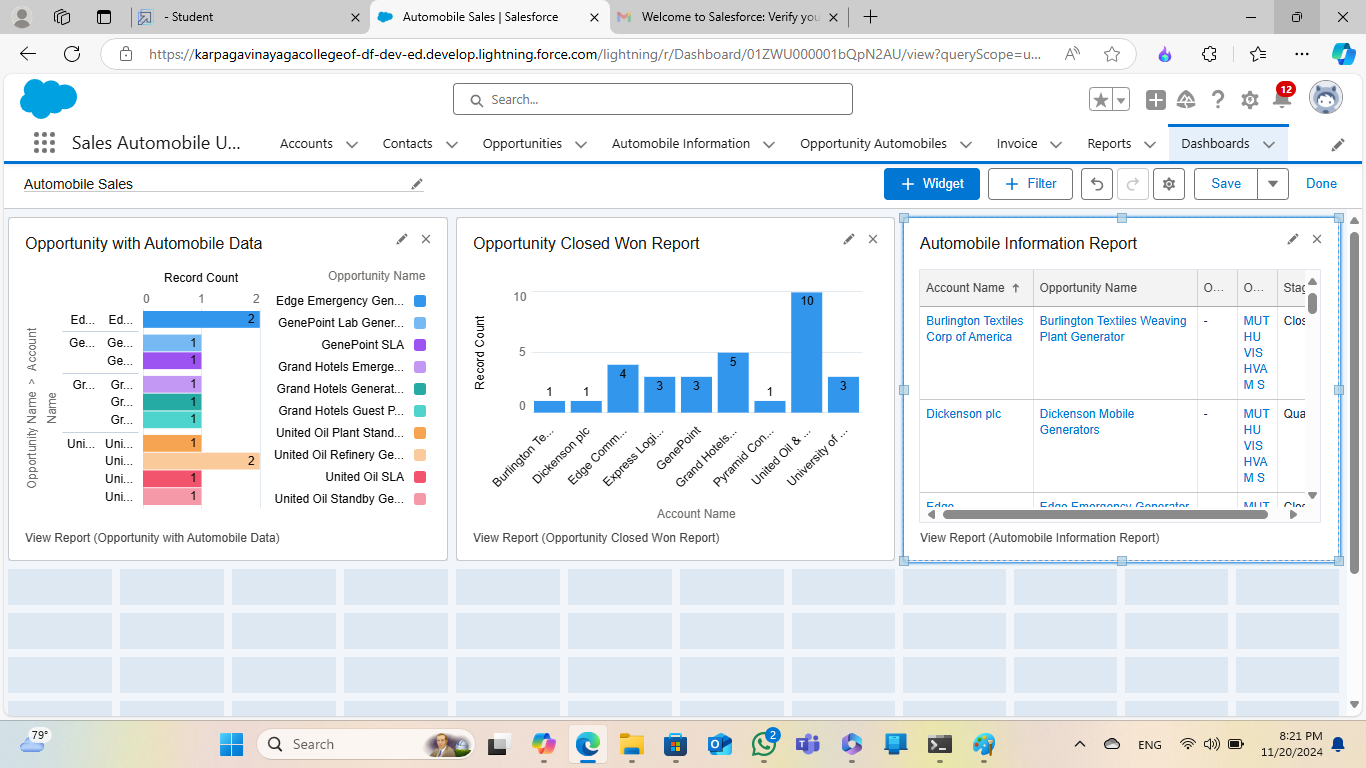 - Student
Automobile Sales | Salesforce
Welcome to Salesforce: Verify you
https://karpagavinayagacollegeof-df-dev-ed.develop.lightning.force.com/lightning/r/Dashboard/01ZWU000001bQpN2AU/view?queryScope=u...
Search...
12
Sales Automobile U...
Accounts
Contacts
Opportunities
Automobile Information
Opportunity Automobiles
Invoice
Reports
Dashboards
Automobile Sales
+ Widget
+ Filter
Save
Done
Opportunity with Automobile Data
Record Count
0 1 2
Opportunity Name > Account Name
Ed... Ed... 2
Ge... Ge... 1
Ge... 1
Gr... Gr... 1
Gr... 1
Gr... 1
Uni... Uni... 1
Uni... 2
Uni... 1
Uni... 1
Opportunity Name
Edge Emergency Gen...
GenePoint Lab Gener...
GenePoint SLA
Grand Hotels Emerge...
Grand Hotels Generat...
Grand Hotels Guest P...
United Oil Plant Stand...
United Oil Refinery Ge...
United Oil SLA
United Oil Standby Ge...
View Report (Opportunity with Automobile Data)
Opportunity Closed Won Report
Record Count
10
5
0
1 1 4 3 3 5 1 10 3
Burlington Te...
Dickenson plc
Edge Comm...
Express Logi...
GenePoint
Grand Hotels...
Pyramid Con...
United Oil & ...
University of ...
Account Name
View Report (Opportunity Closed Won Report)
Automobile Information Report
Account Name ↑ Opportunity Name O... O... Stag
Burlington Textiles Corp of America
Burlington Textiles Weaving Plant Generator
-
MUT
HU
VIS
HVA
M S
Clos
Dickenson plc
Dickenson Mobile Generators
-
MUT
HU
VIS
HVA
M S
Qua
Edge
Edge Emergency Generator
MUT
Clos
View Report (Automobile Information Report)
79°
Search
2
ENG
8:21 PM
11/20/2024